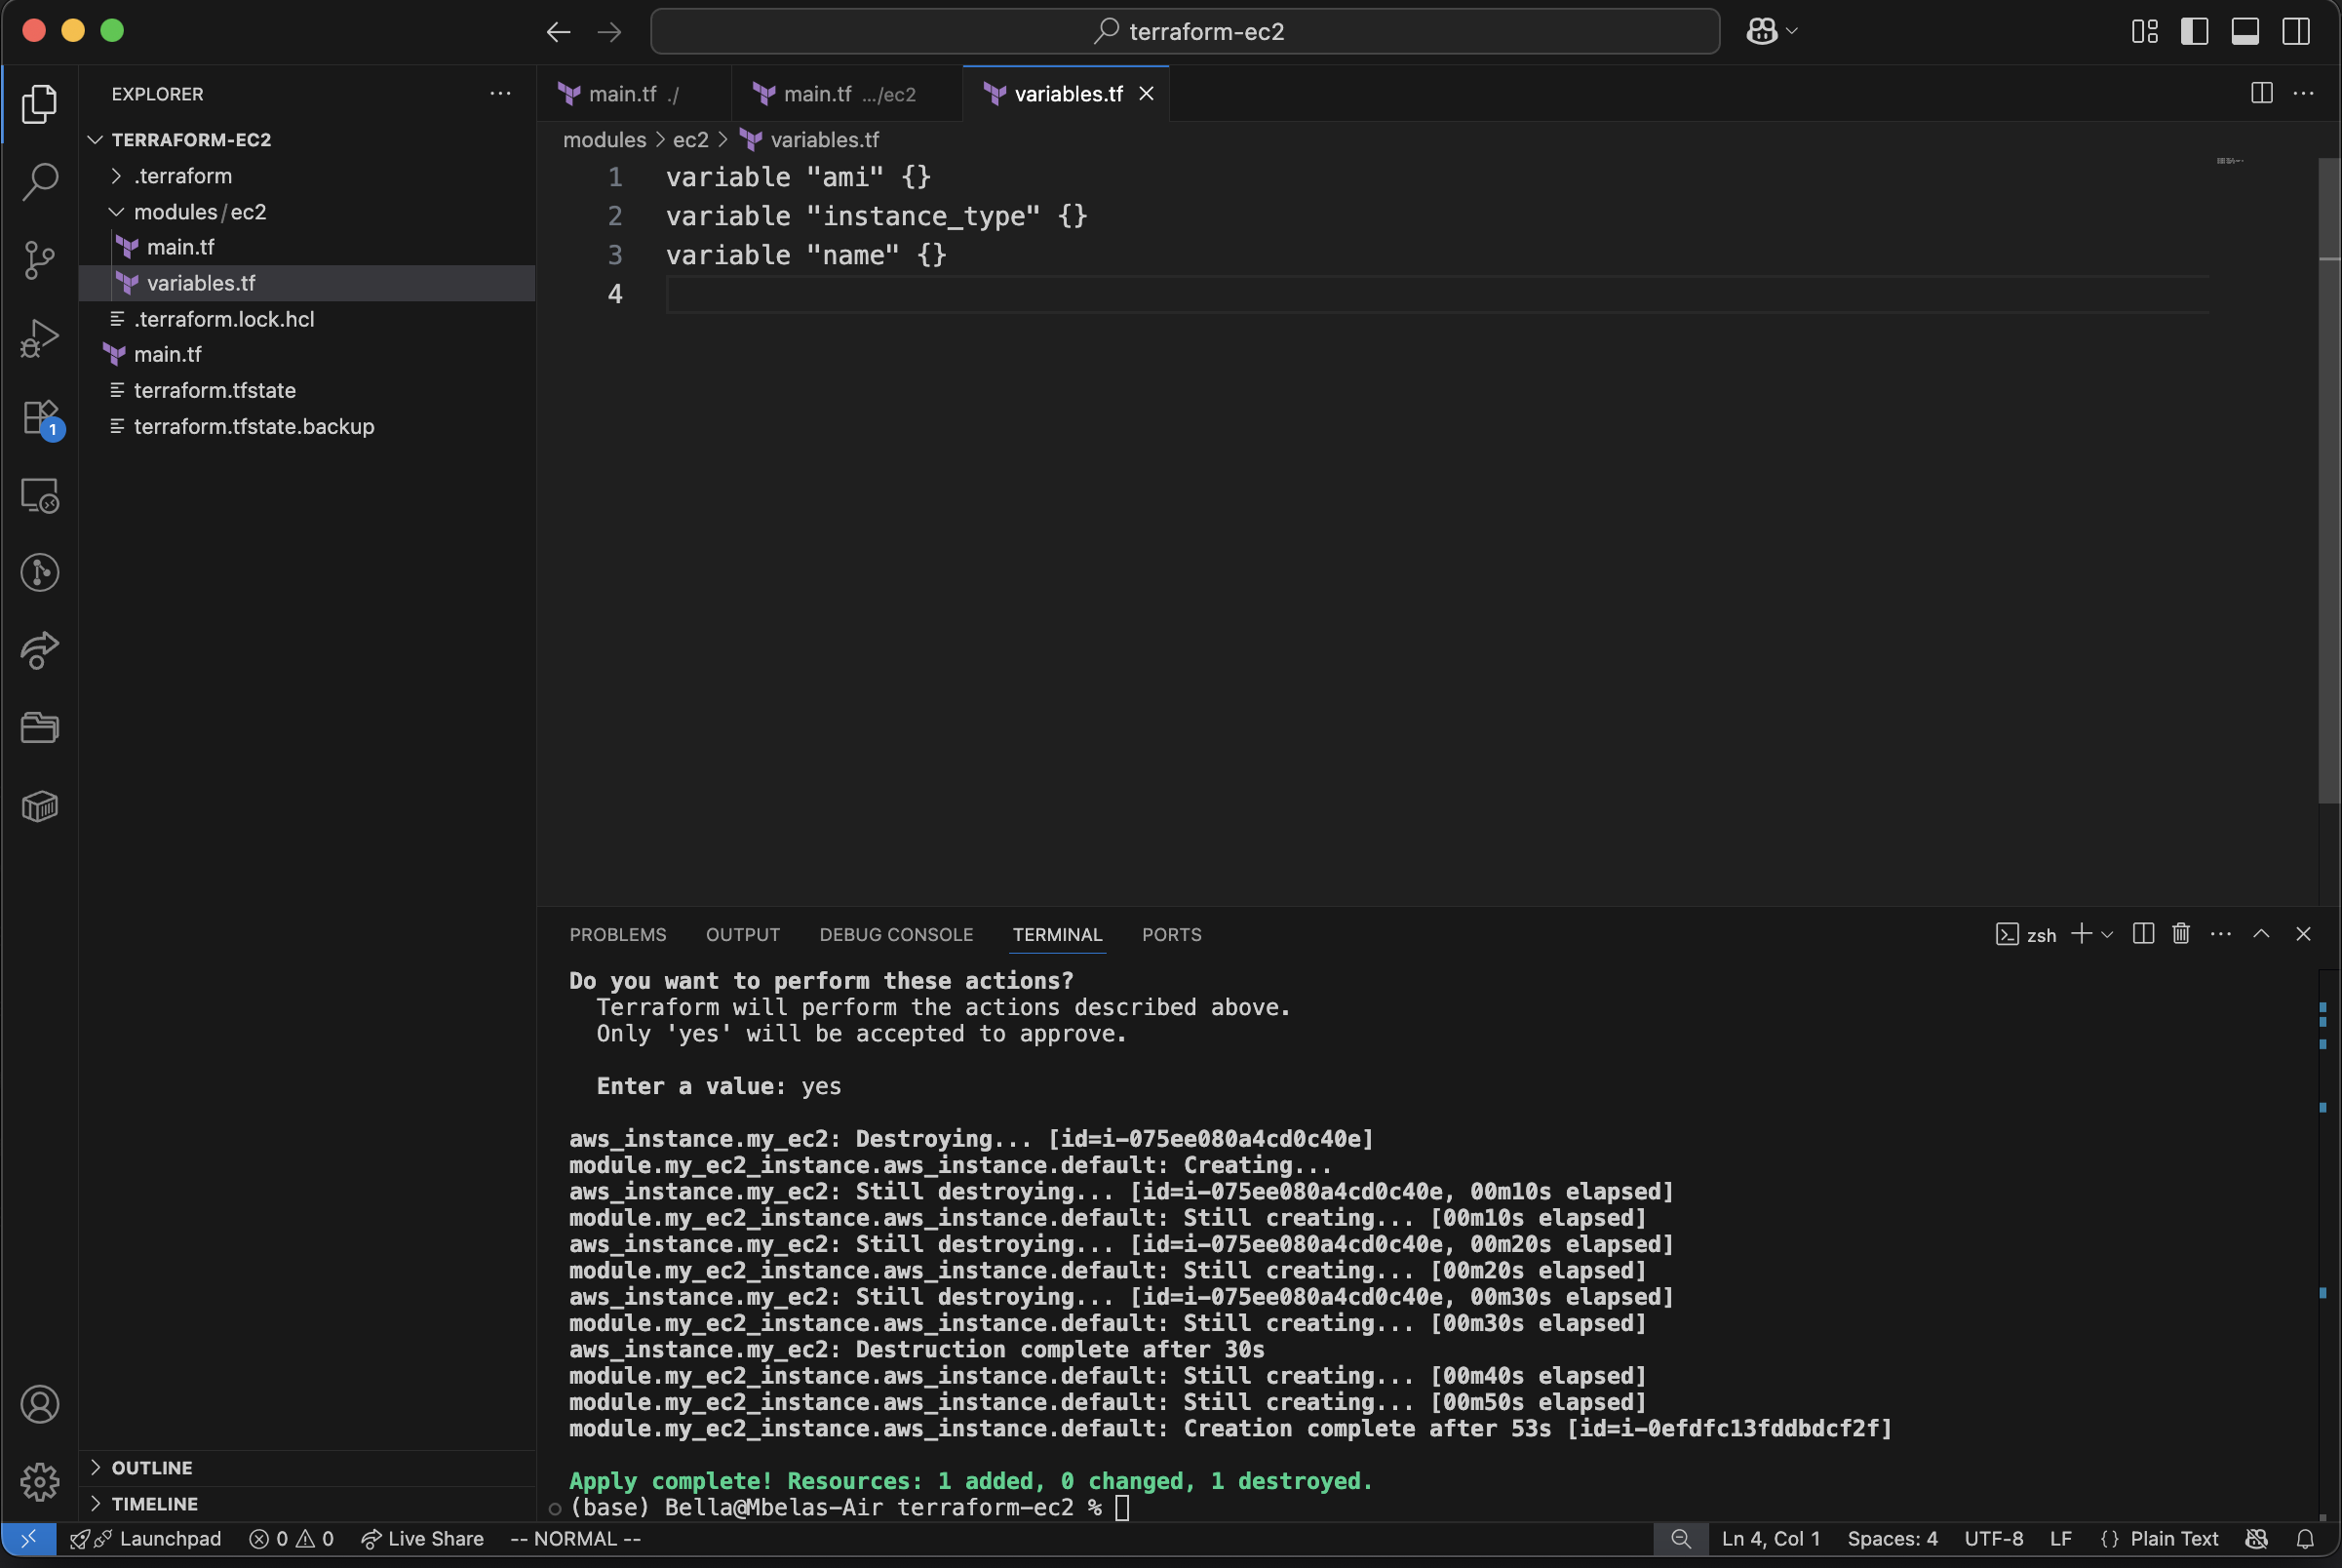 terraform-ec2
EXPLORER
TERRAFORM-EC2
.terraform
modules/ec2
main.tf
variables.tf
.terraform.lock.hcl
main.tf
terraform.tfstate
terraform.tfstate.backup
1
OUTLINE
TIMELINE
main.tf ./
main.tf .../ec2
variables.tf
modules > ec2 > variables.tf
1 variable "ami" {}
2 variable "instance_type" {}
3 variable "name" {}
4
PROBLEMS OUTPUT DEBUG CONSOLE TERMINAL PORTS
zsh
Do you want to perform these actions?
Terraform will perform the actions described above.
Only 'yes' will be accepted to approve.
Enter a value: yes
aws_instance.my_ec2: Destroying... [id=i-075ee080a4cd0c40e]
module.my_ec2_instance.aws_instance.default: Creating...
aws_instance.my_ec2: Still destroying... [id=i-075ee080a4cd0c40e, 00m10s elapsed]
module.my_ec2_instance.aws_instance.default: Still creating... [00m10s elapsed]
aws_instance.my_ec2: Still destroying... [id=i-075ee080a4cd0c40e, 00m20s elapsed]
module.my_ec2_instance.aws_instance.default: Still creating... [00m20s elapsed]
aws_instance.my_ec2: Still destroying... [id=i-075ee080a4cd0c40e, 00m30s elapsed]
module.my_ec2_instance.aws_instance.default: Still creating... [00m30s elapsed]
aws_instance.my_ec2: Destruction complete after 30s
module.my_ec2_instance.aws_instance.default: Still creating... [00m40s elapsed]
module.my_ec2_instance.aws_instance.default: Still creating... [00m50s elapsed]
module.my_ec2_instance.aws_instance.default: Creation complete after 53s [id=i-0efdfc13fddbdcf2f]
Apply complete! Resources: 1 added, 0 changed, 1 destroyed.
(base) Bella@Mbelas-Air terraform-ec2 %
Launchpad 0 0 Live Share -- NORMAL -- Ln 4, Col 1 Spaces: 4 UTF-8 LF {} Plain Text